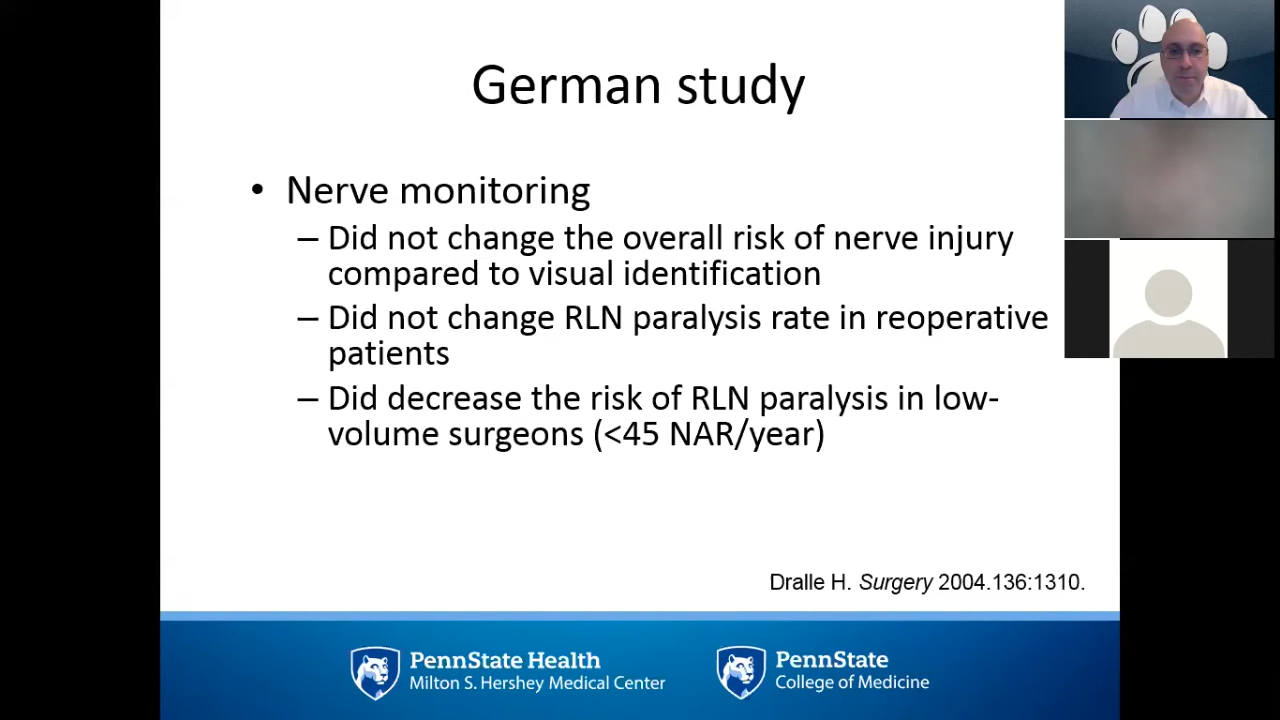 German study
• Nerve monitoring
– Did not change the overall risk of nerve injury
compared to visual identification
– Did not change RLN paralysis rate in reoperative
patients
– Did decrease the risk of RLN paralysis in low-
volume surgeons (<45 NAR/year)
Dralle H. Surgery 2004.136:1310.
PennState Health
Milton S. Hershey Medical Center
PennState
College of Medicine